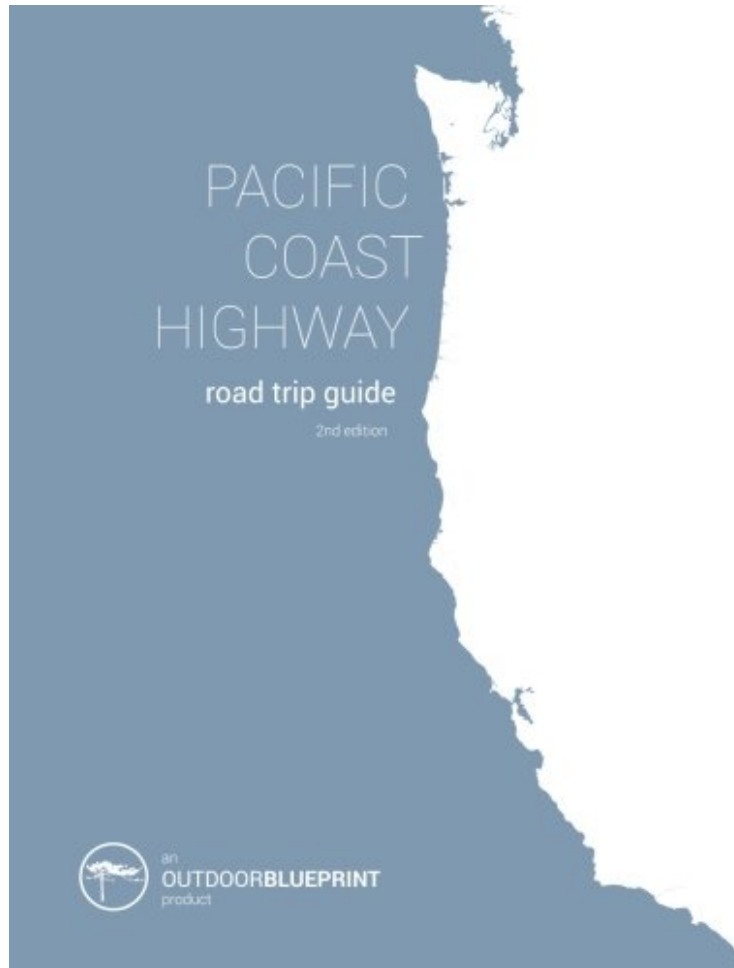 PACIFIC
COAST
HIGHWAY
road trip guide
2nd edition
an
OUTDOORBLUEPRINT
product